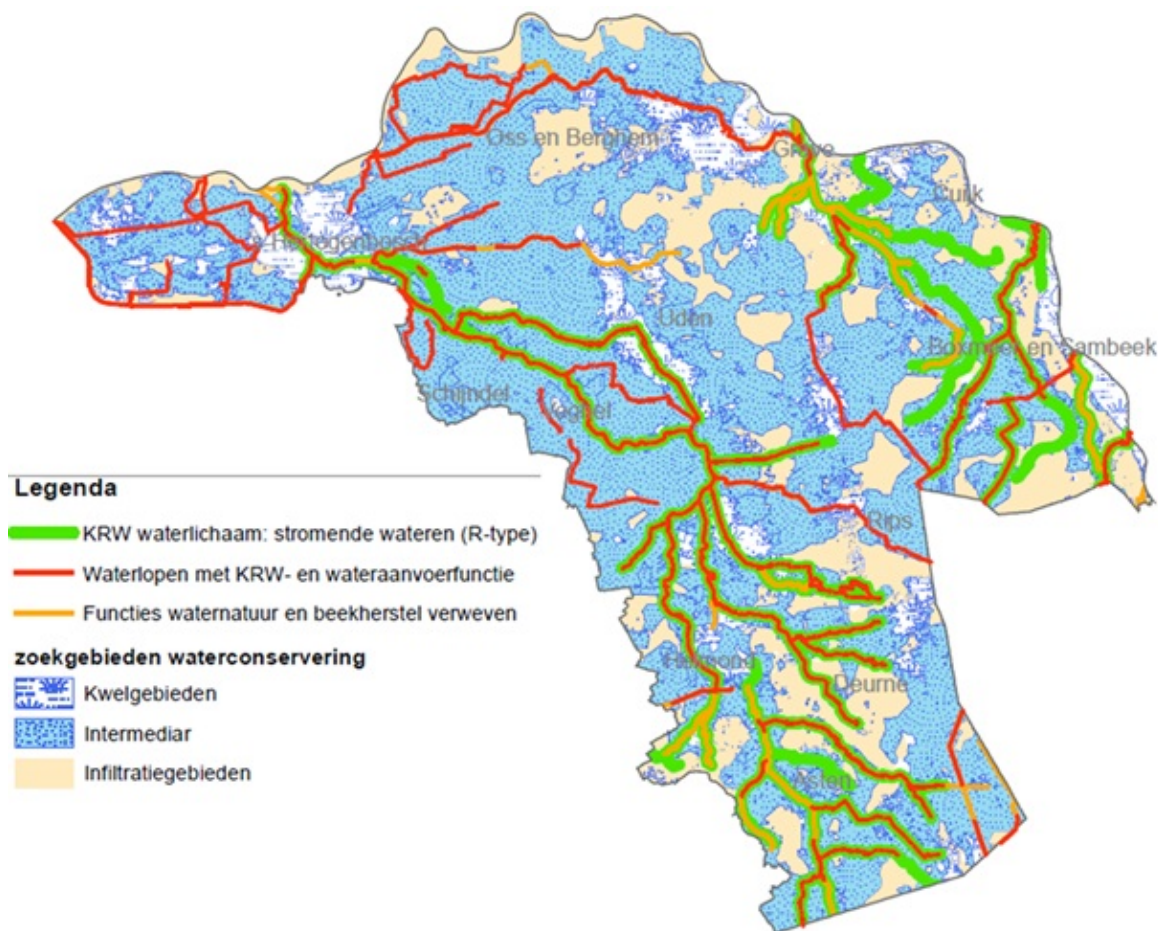 Oss en Berghem
Grave
Cuijk
's-Hertogenbosch
Uden
Boxmeer en Sambeek
Schijndel
Veghel
Rips
Helmond
Deurne
Asten
Legenda
KRW waterlichaam: stromende wateren (R-type)
Waterlopen met KRW- en wateraanvoerfunctie
Functies waternatuur en beekherstel verweven
zoekgebieden waterconservering
Kwelgebieden
Intermediar
Infiltratiegebieden